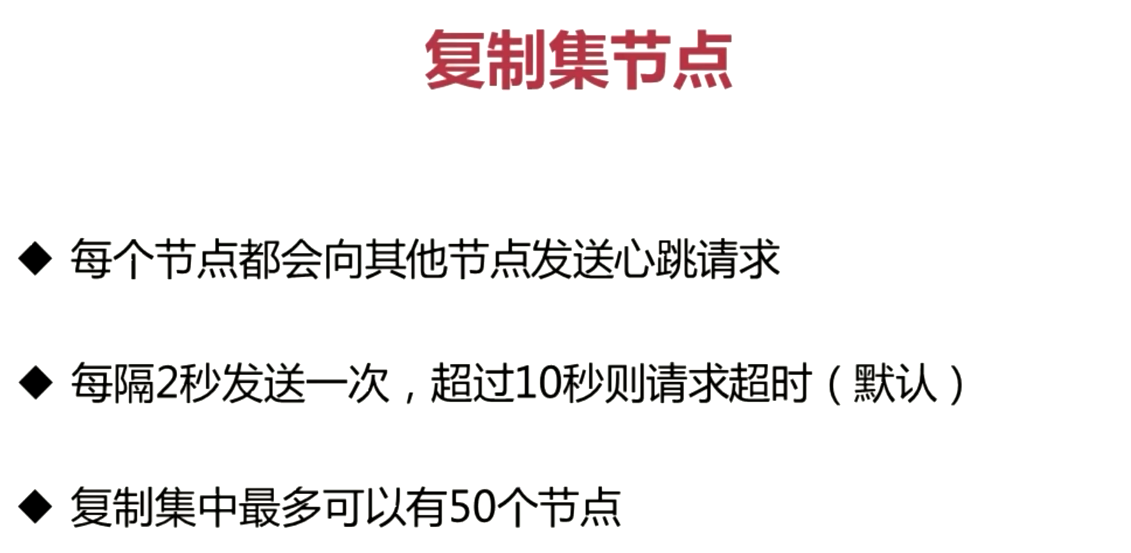 复制集节点
◆ 每个节点都会向其他节点发送心跳请求
◆ 每隔2秒发送一次，超过10秒则请求超时（默认）
◆ 复制集中最多可以有50个节点